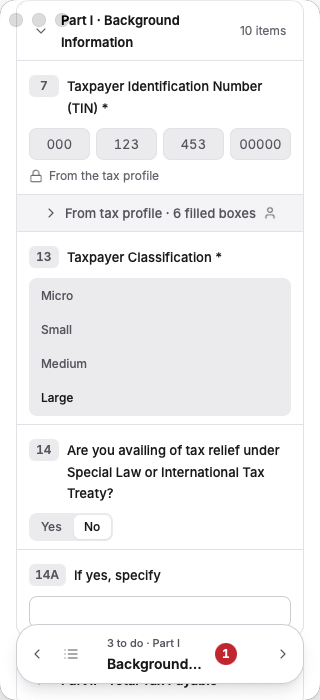 Part I · Background
Information
10 items
7
Taxpayer Identification Number
(TIN) *
000
123
453
00000
From the tax profile
From tax profile · 6 filled boxes
13
Taxpayer Classification *
Micro
Small
Medium
Large
14
Are you availing of tax relief under
Special Law or International Tax
Treaty?
Yes
No
14A
If yes, specify
3 to do · Part I
Background...
1